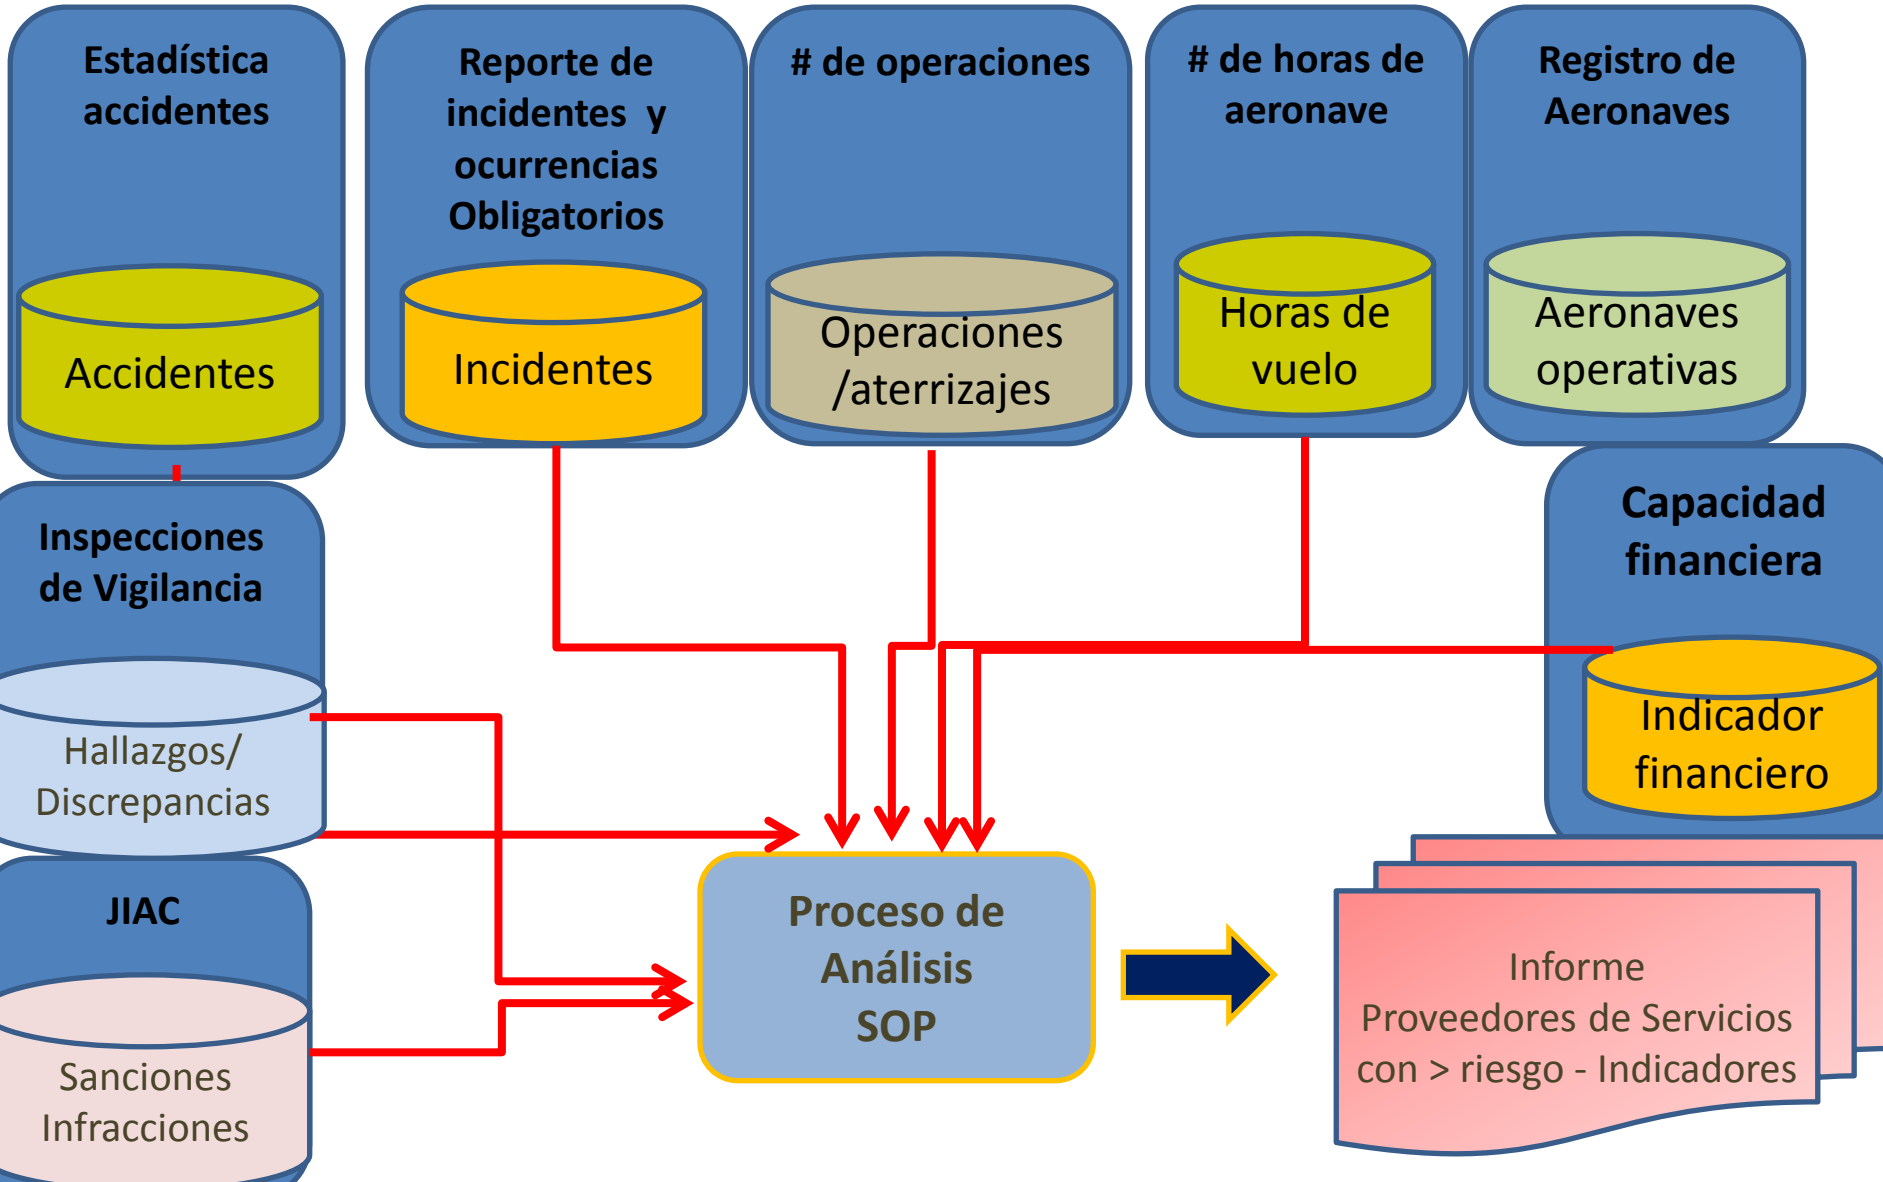 Estadística
accidentes
Accidentes
Reporte de
incidentes y
ocurrencias
Obligatorios
Incidentes
# de operaciones
Operaciones
/aterrizajes
# de horas de
aeronave
Horas de
vuelo
Registro de
Aeronaves
Aeronaves
operativas
Inspecciones
de Vigilancia
Hallazgos/
Discrepancias
Capacidad
financiera
Indicador
financiero
JIAC
Sanciones
Infracciones
Proceso de
Análisis
SOP
Informe
Proveedores de Servicios
con > riesgo - Indicadores